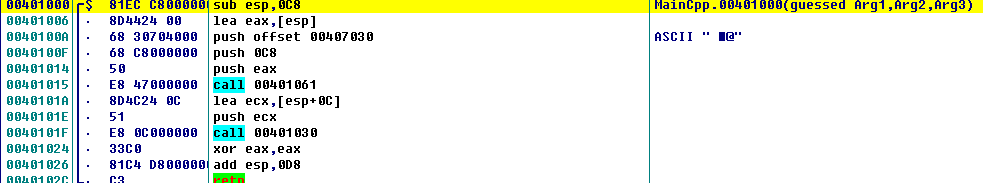 00401000 $ 81EC C8000000 sub esp,0C8 MainCpp.00401000(guessed Arg1,Arg2,Arg3)
00401006 . 8D4424 00 lea eax,[esp]
0040100A . 68 30704000 push offset 00407030 ASCII " @"
0040100F . 68 C8000000 push 0C8
00401014 . 50 push eax
00401015 . E8 47000000 call 00401061
0040101A . 8D4C24 0C lea ecx,[esp+0C]
0040101E . 51 push ecx
0040101F . E8 0C000000 call 00401030
00401024 . 33C0 xor eax,eax
00401026 . 81C4 D8000000 add esp,0D8
0040102C . C3 retn